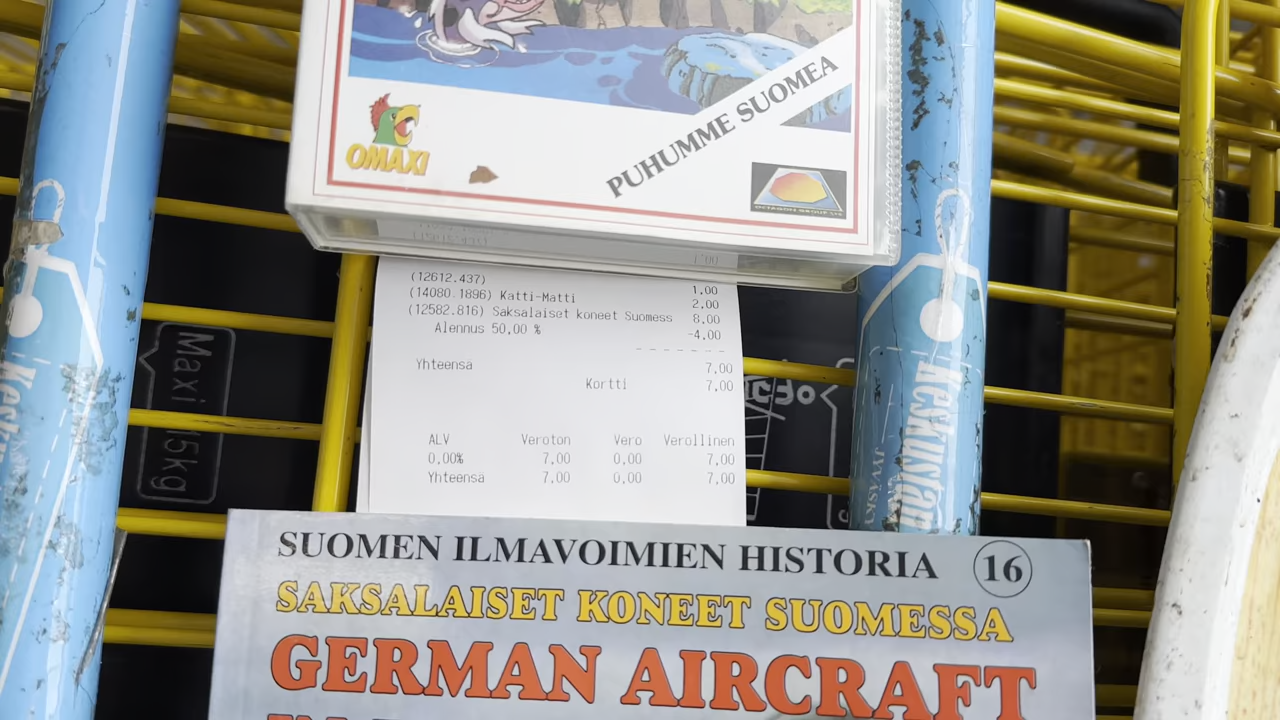 PUHUMME SUOMEA
OMAXI
(12612.437) 1,00
(14080.1896) Katti-Matti 2,00
(12582.816) Saksalaiset koneet Suomess 8,00
Alennus 50,00 % -4,00
Yhteensä 7,00
Kortti 7,00
ALV Veroton Vero Verollinen
0,00% 7,00 0,00 7,00
Yhteensä 7,00 0,00 7,00
Maxi 15kg
SUOMEN ILMAVOIMIEN HISTORIA 16
SAKSALAISET KONEET SUOMESSA
GERMAN AIRCRAFT